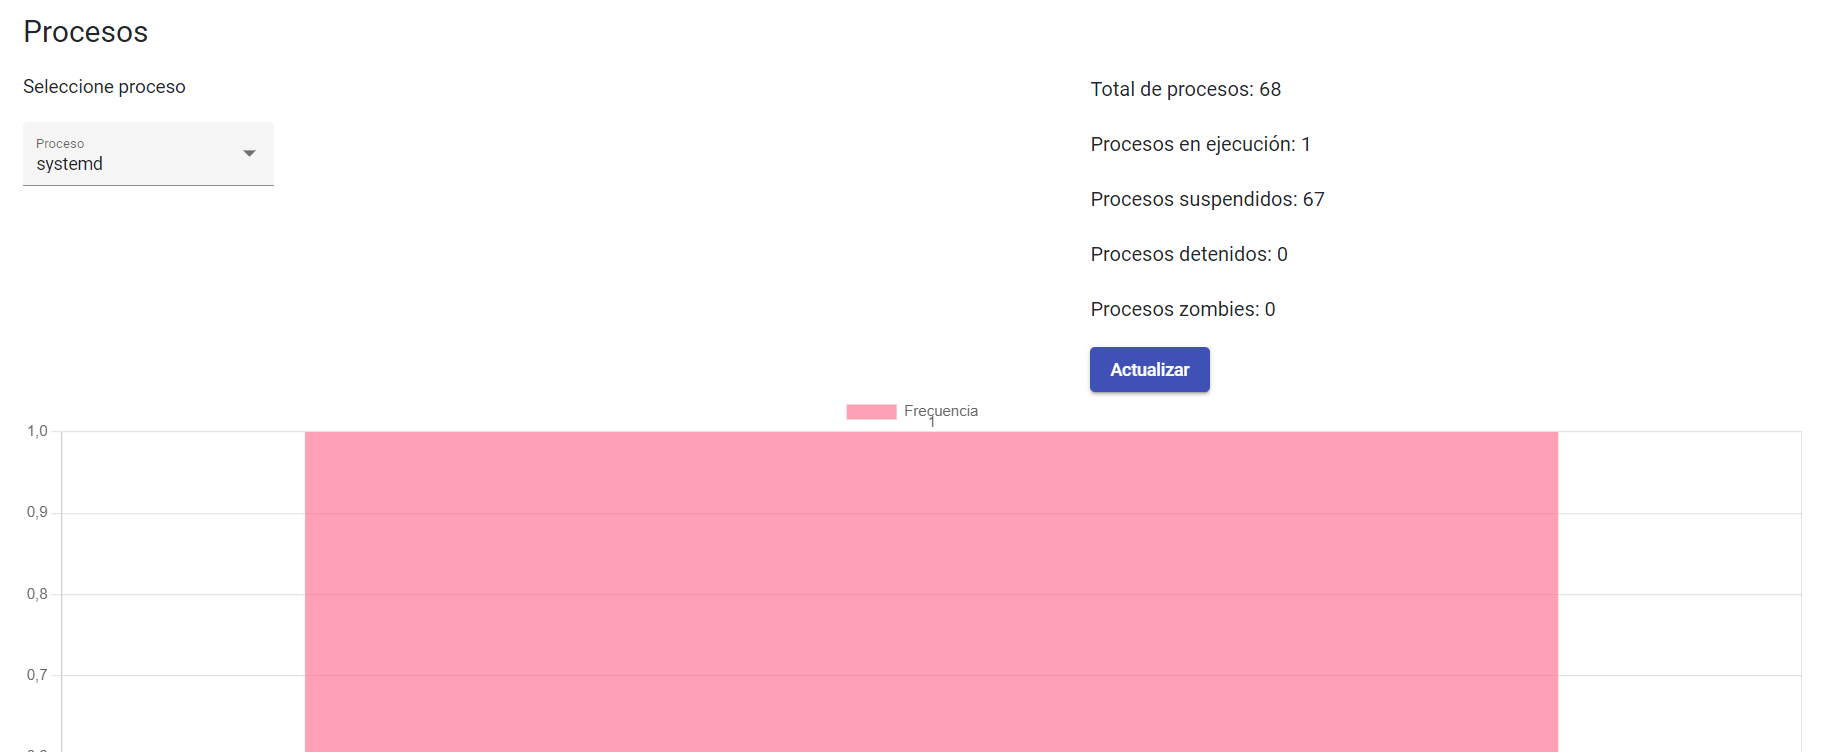 Procesos
Seleccione proceso
Proceso
systemd
Total de procesos: 68
Procesos en ejecución: 1
Procesos suspendidos: 67
Procesos detenidos: 0
Procesos zombies: 0
Actualizar
Frecuencia
1
1,0
0,9
0,8
0,7